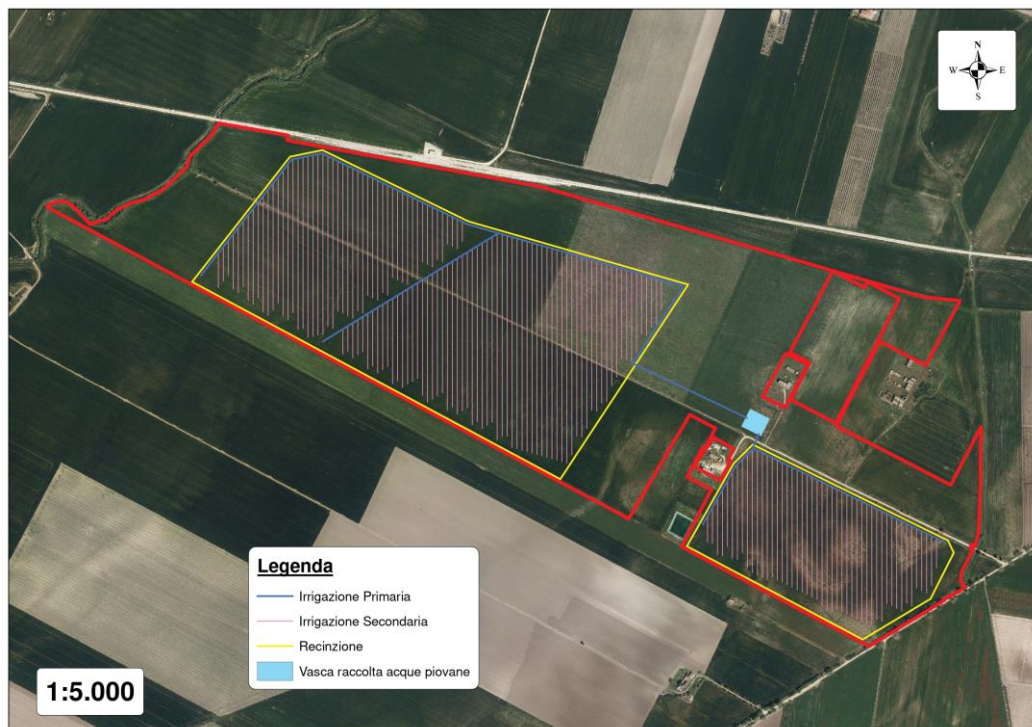 N
W E
S
Legenda
Irrigazione Primaria
Irrigazione Secondaria
Recinzione
Vasca raccolta acque piovane
1:5.000